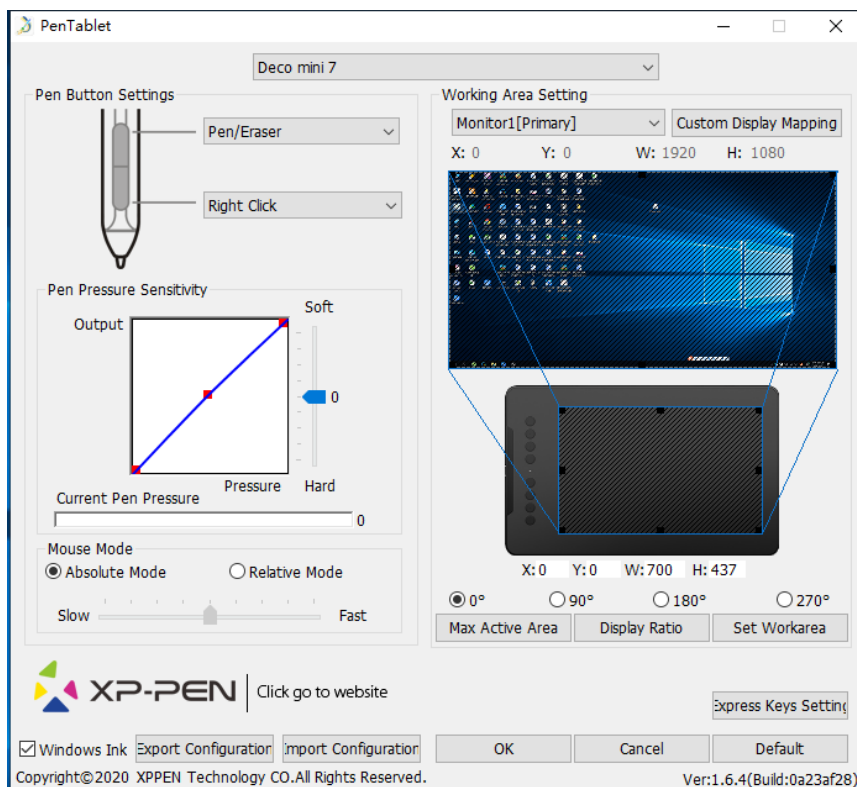 PenTablet
Deco mini 7
Pen Button Settings
Pen/Eraser
Right Click
Pen Pressure Sensitivity
Output
Soft
0
Pressure
Hard
Current Pen Pressure
0
Mouse Mode
Absolute Mode
Relative Mode
Slow
Fast
Working Area Setting
Monitor1[Primary]
Custom Display Mapping
X: 0 Y: 0 W: 1920 H: 1080
X: 0 Y: 0 W: 700 H: 437
0° 90° 180° 270°
Max Active Area
Display Ratio
Set Workarea
XP-PEN
Click go to website
Express Keys Setting
Windows Ink
Export Configuration
Import Configuration
OK
Cancel
Default
Copyright©2020 XPPEN Technology CO.All Rights Reserved.
Ver:1.6.4(Build:0a23af28)